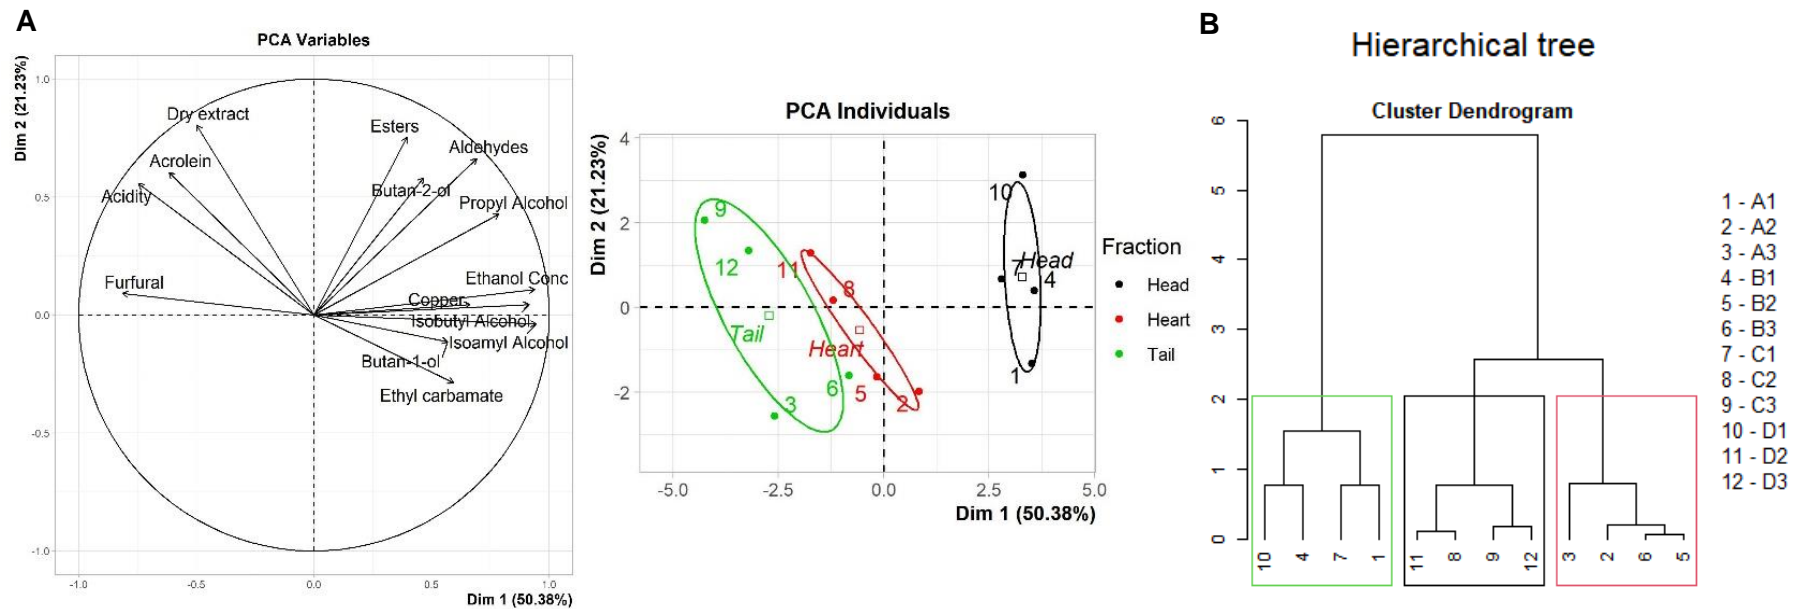 A
PCA Variables
Dim 2 (21.23%)
1.0
0.5
0.0
-0.5
-1.0
Dry extract
Esters
Aldehydes
Acrolein
Butan-2-ol
Acidity
Propyl Alcohol
Furfural
Ethanol Conc
Copper
Isobutyl Alcohol
Isoamyl Alcohol
Butan-1-ol
Ethyl carbamate
-1.0 -0.5 0.0 0.5 1.0
Dim 1 (50.38%)
PCA Individuals
Dim 2 (21.23%)
4
2
0
-2
10
9
12
11
8
7
Head
4
Tail
Heart
1
6
5
3
2
-5.0 -2.5 0.0 2.5 5.0
Dim 1 (50.38%)
Fraction
Head
Heart
Tail
B
Hierarchical tree
Cluster Dendrogram
6
5
4
3
2
1
0
10 4 7 1 11 8 9 12 3 2 6 5
1 - A1
2 - A2
3 - A3
4 - B1
5 - B2
6 - B3
7 - C1
8 - C2
9 - C3
10 - D1
11 - D2
12 - D3